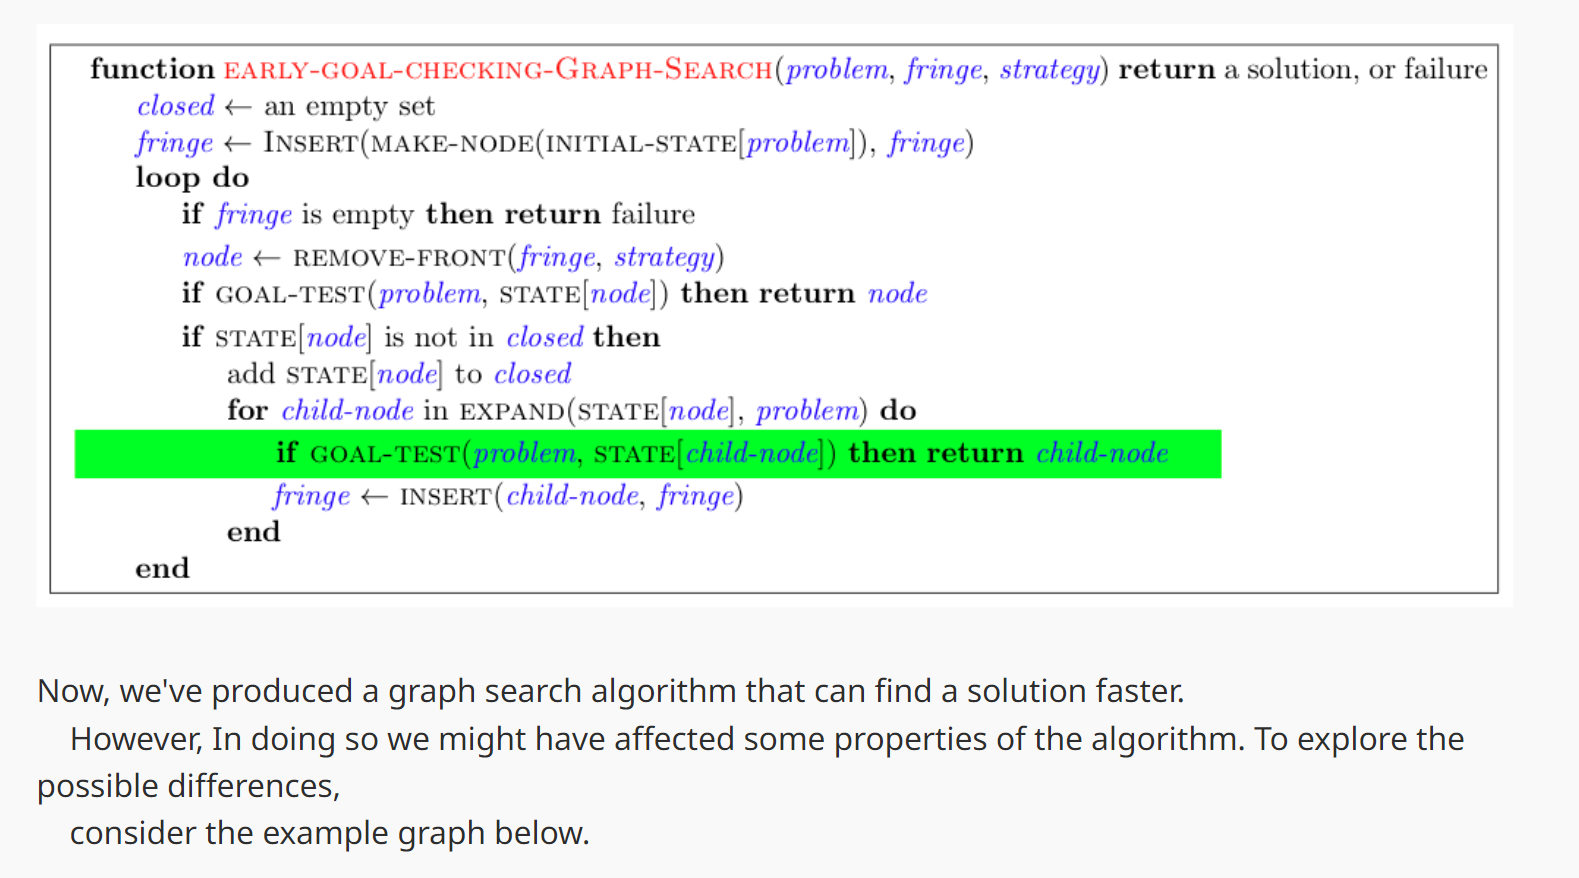 function EARLY-GOAL-CHECKING-GRAPH-SEARCH(problem, fringe, strategy) return a solution, or failure
closed ← an empty set
fringe ← INSERT(MAKE-NODE(INITIAL-STATE[problem]), fringe)
loop do
if fringe is empty then return failure
node ← REMOVE-FRONT(fringe, strategy)
if GOAL-TEST(problem, STATE[node]) then return node
if STATE[node] is not in closed then
add STATE[node] to closed
for child-node in EXPAND(STATE[node], problem) do
if GOAL-TEST(problem, STATE[child-node]) then return child-node
fringe ← INSERT(child-node, fringe)
end
end
Now, we've produced a graph search algorithm that can find a solution faster.
However, In doing so we might have affected some properties of the algorithm. To explore the
possible differences,
consider the example graph below.